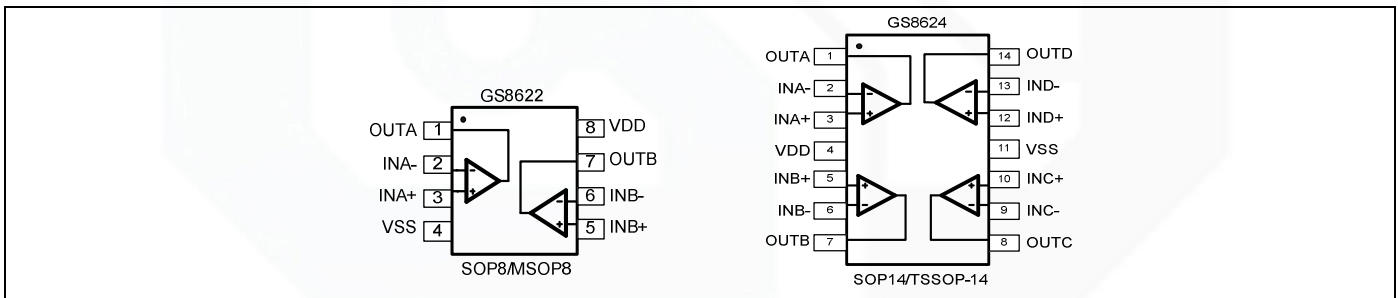 GS8622
OUTA 1
INA- 2
INA+ 3
VSS 4
8 VDD
7 OUTB
6 INB-
5 INB+
- +
- +
SOP8/MSOP8
GS8624
OUTA 1
INA- 2
INA+ 3
VDD 4
INB+ 5
INB- 6
OUTB 7
14 OUTD
13 IND-
12 IND+
11 VSS
10 INC+
9 INC-
8 OUTC
- +
- +
+ -
+ -
SOP14/TSSOP-14